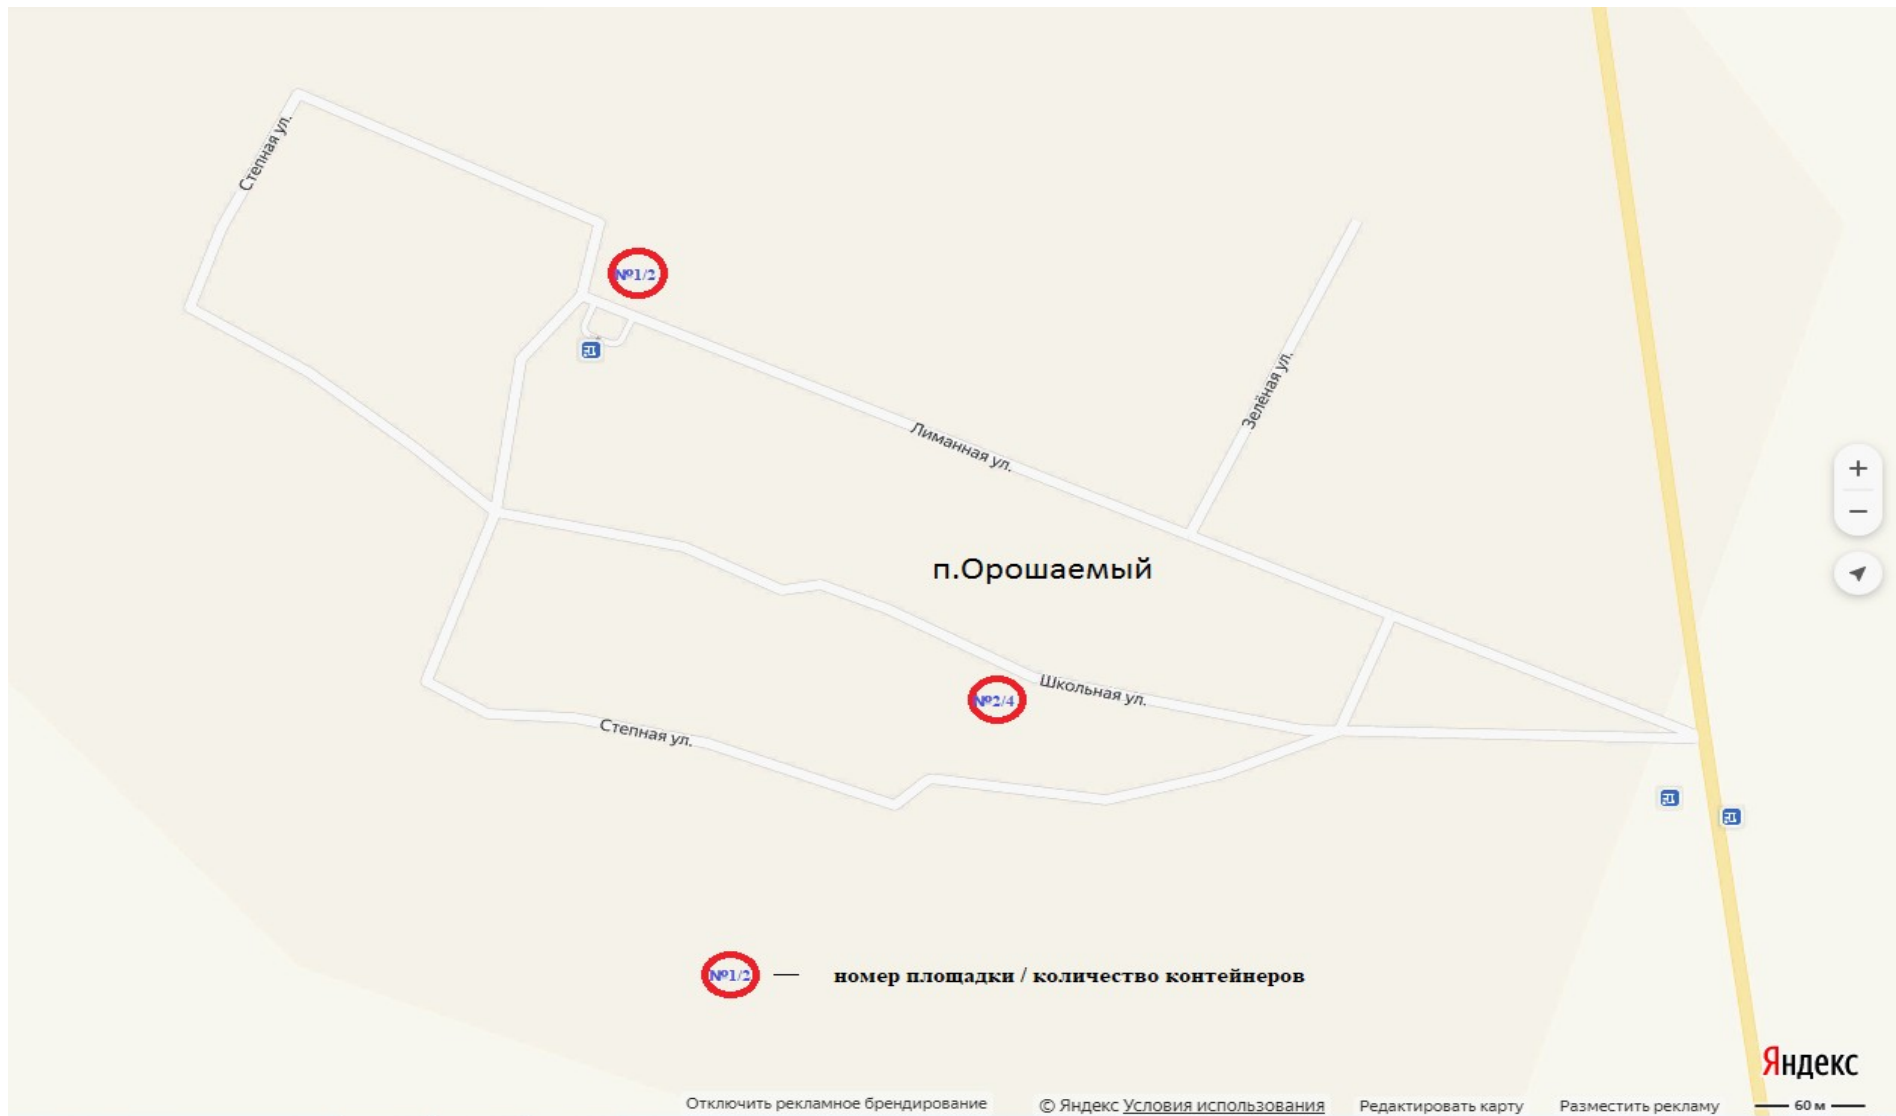 Степная ул.
№1/2
Зелёная ул.
Лиманная ул.
+
−
п.Орошаемый
Школьная ул.
№2/4
Степная ул.
№1/2 — номер площадки / количество контейнеров
Яндекс
Отключить рекламное брендирование © Яндекс Условия использования Редактировать карту Разместить рекламу 60 м